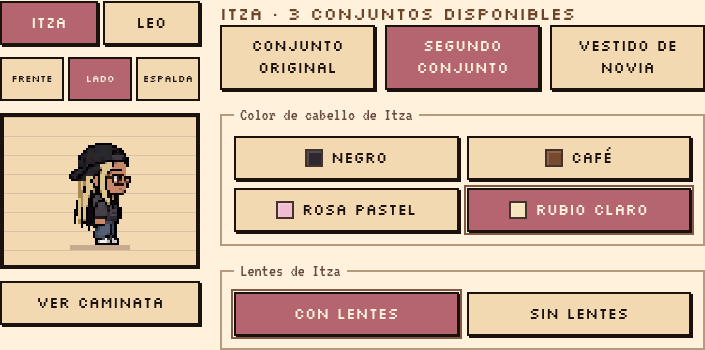 ITZA
LEO
FRENTE
LADO
ESPALDA
VER CAMINATA
ITZA · 3 CONJUNTOS DISPONIBLES
CONJUNTO
ORIGINAL
SEGUNDO
CONJUNTO
VESTIDO DE
NOVIA
Color de cabello de Itza
NEGRO
CAFÉ
ROSA PASTEL
RUBIO CLARO
Lentes de Itza
CON LENTES
SIN LENTES